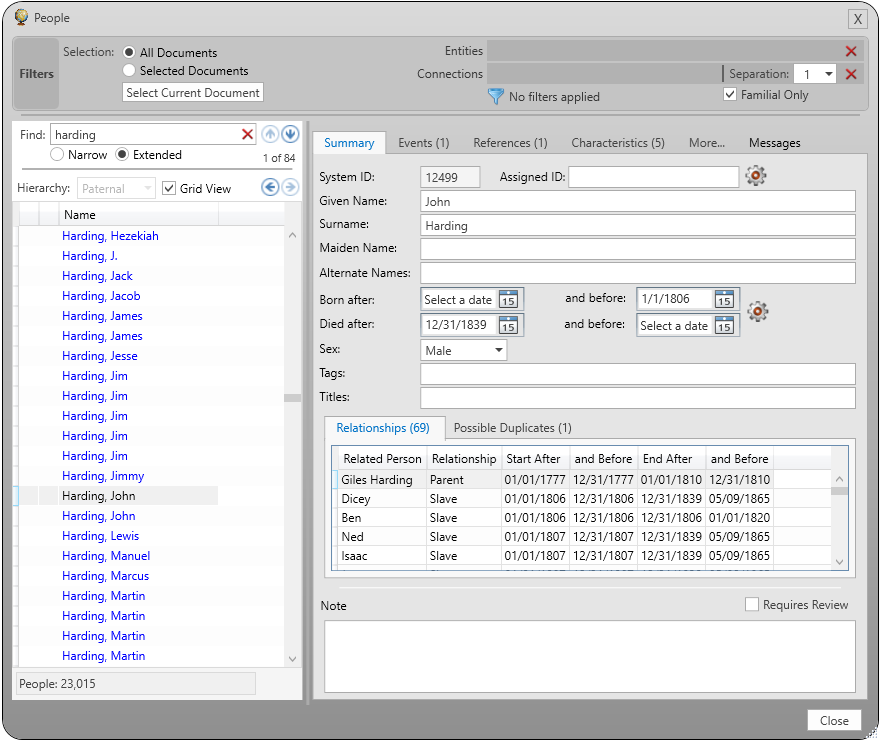 People X
Filters
Selection: All Documents
Selected Documents
Select Current Document
Entities
Connections Separation: 1
No filters applied Familial Only
Find: harding
Narrow Extended 1 of 84
Hierarchy: Paternal Grid View
Name
Harding, Hezekiah
Harding, J.
Harding, Jack
Harding, Jacob
Harding, James
Harding, James
Harding, Jesse
Harding, Jim
Harding, Jim
Harding, Jim
Harding, Jim
Harding, Jim
Harding, Jimmy
Harding, John
Harding, John
Harding, Lewis
Harding, Manuel
Harding, Marcus
Harding, Martin
Harding, Martin
Harding, Martin
Harding, Martin
People: 23,015
Summary Events (1) References (1) Characteristics (5) More... Messages
System ID: 12499 Assigned ID:
Given Name: John
Surname: Harding
Maiden Name:
Alternate Names:
Born after: Select a date 15 and before: 1/1/1806 15
Died after: 12/31/1839 15 and before: Select a date 15
Sex: Male
Tags:
Titles:
Relationships (69) Possible Duplicates (1)
Related Person Relationship Start After and Before End After and Before
Giles Harding Parent 01/01/1777 12/31/1777 01/01/1810 12/31/1810
Dicey Slave 01/01/1806 12/31/1806 12/31/1839 05/09/1865
Ben Slave 01/01/1806 12/31/1806 12/31/1806 01/01/1820
Ned Slave 01/01/1807 12/31/1807 12/31/1839 05/09/1865
Isaac Slave 01/01/1807 12/31/1807 12/31/1839 05/09/1865
Note Requires Review
Close